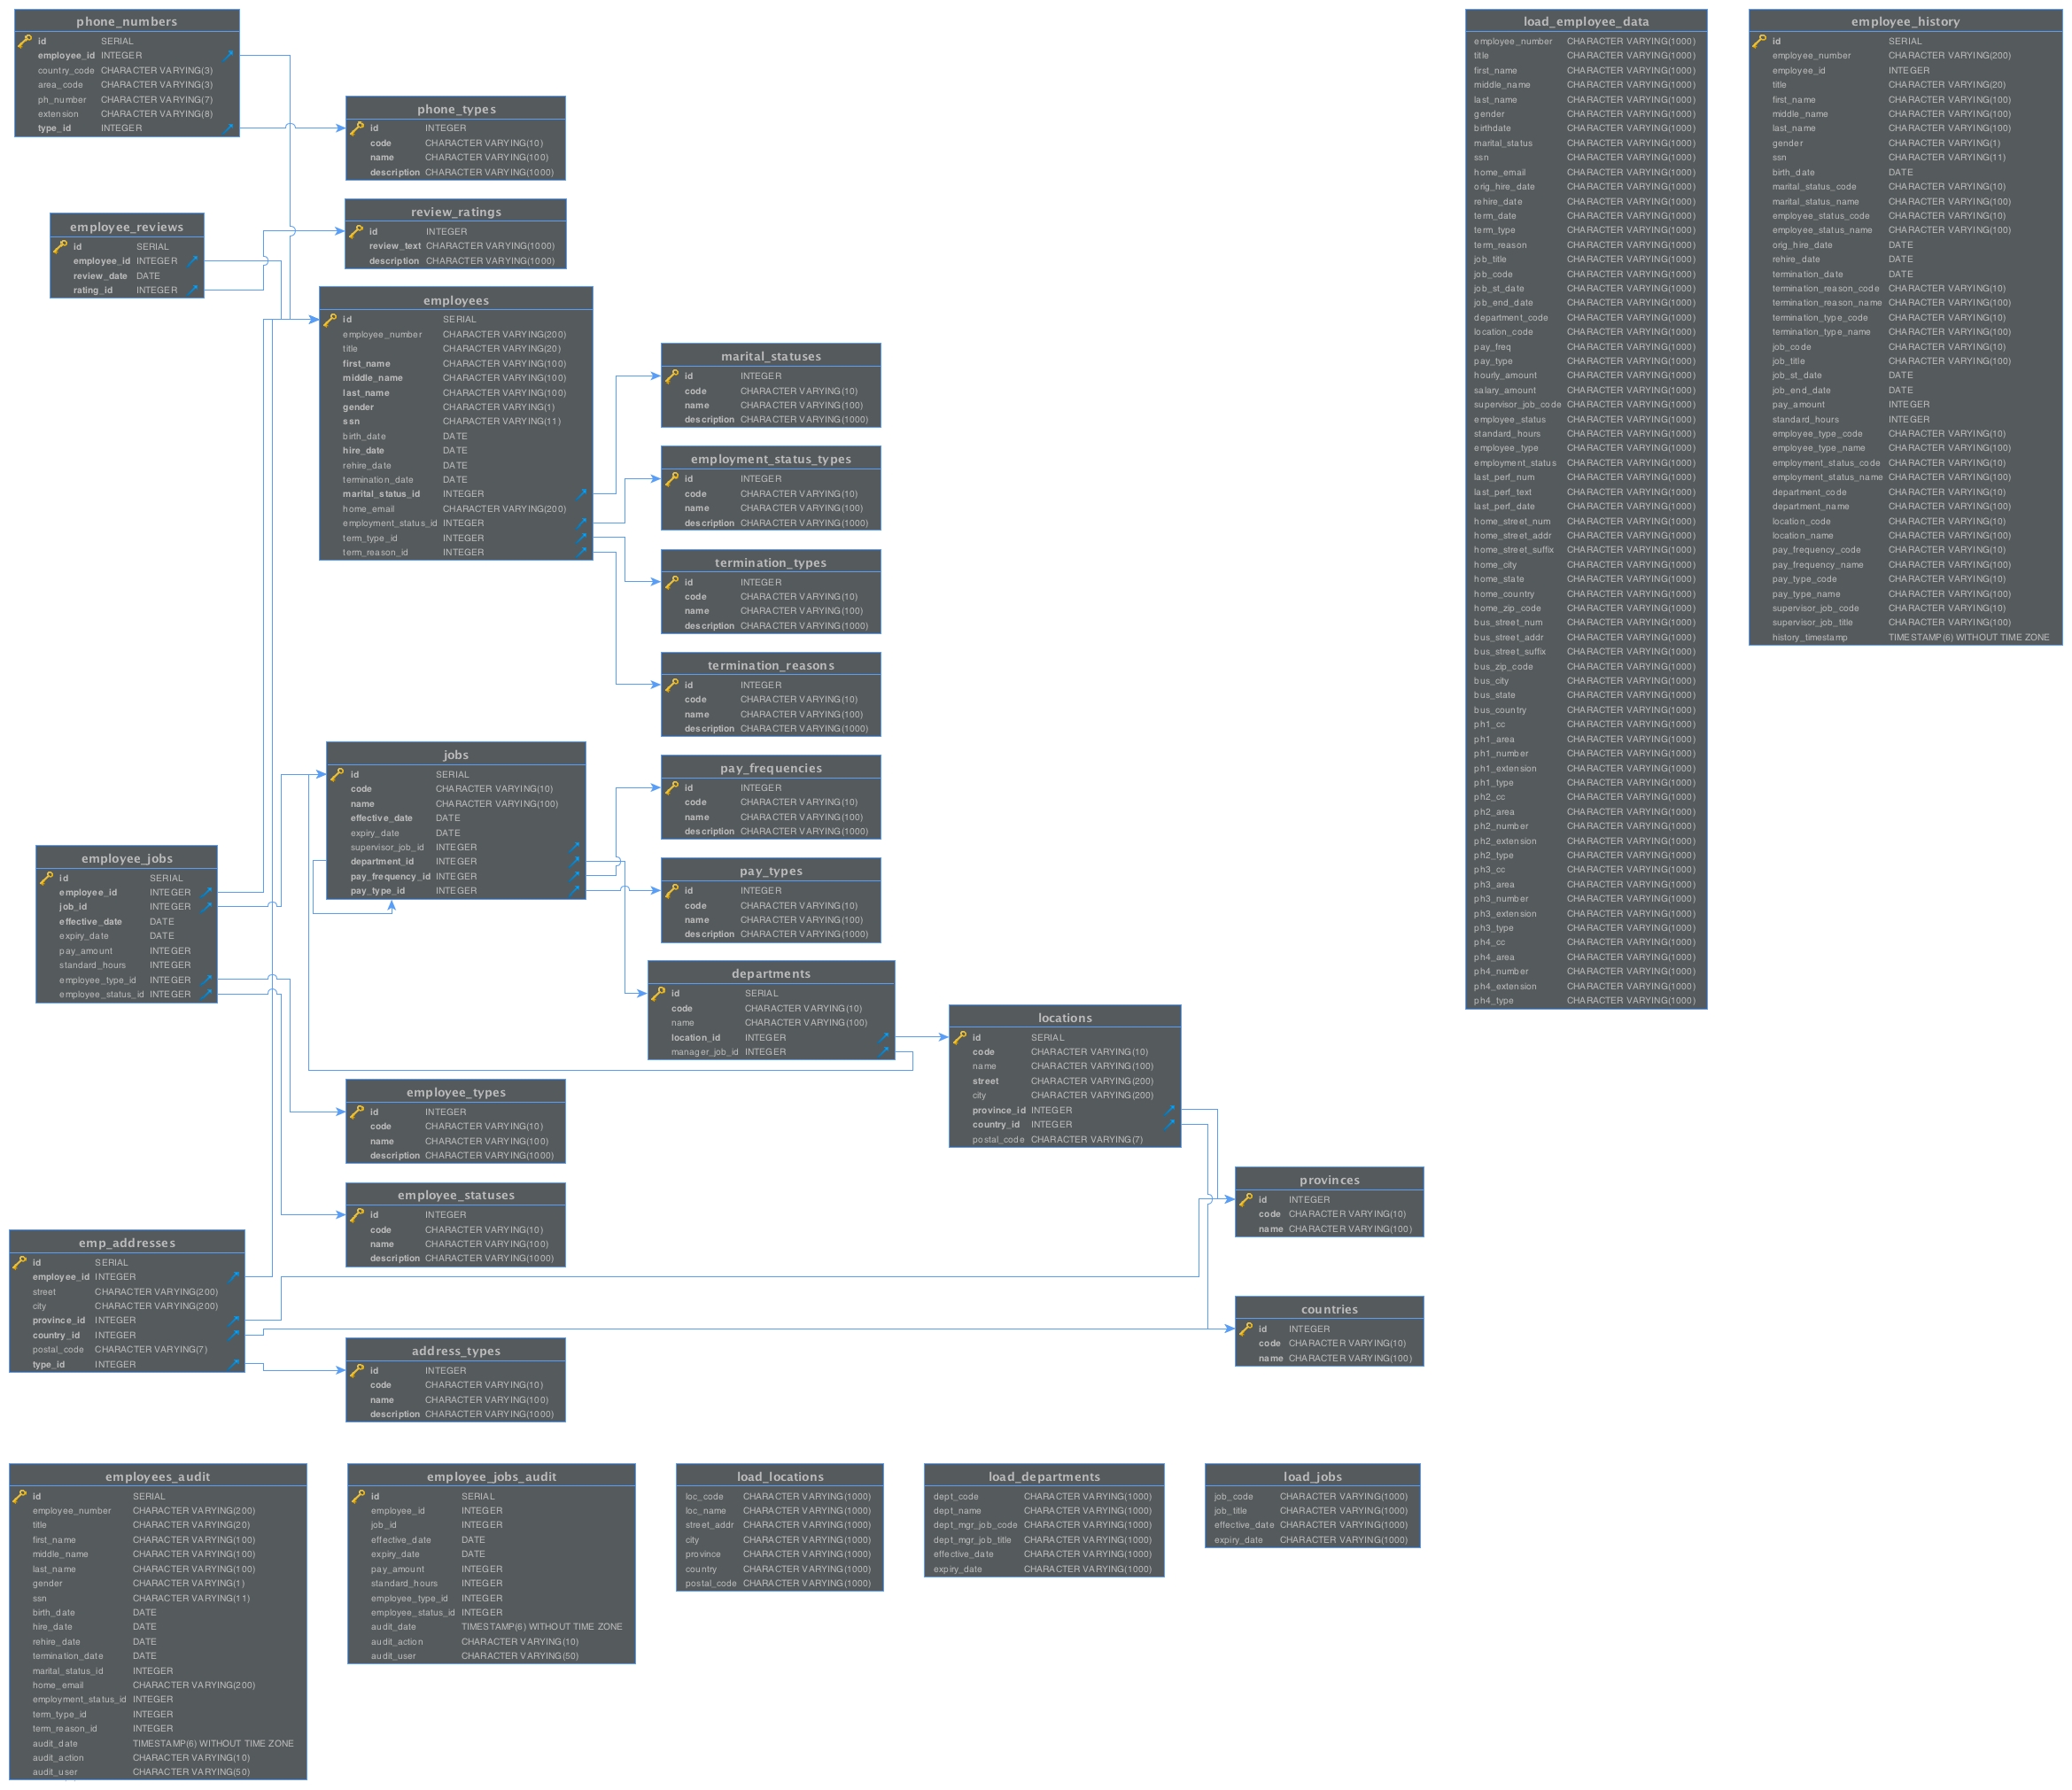 phone_numbers
id SERIAL
employee_id INTEGER
country_code CHARACTER VARYING(3)
area_code CHARACTER VARYING(3)
ph_number CHARACTER VARYING(7)
extension CHARACTER VARYING(8)
type_id INTEGER
phone_types
id INTEGER
code CHARACTER VARYING(10)
name CHARACTER VARYING(100)
description CHARACTER VARYING(1000)
employee_reviews
id SERIAL
employee_id INTEGER
review_date DATE
rating_id INTEGER
review_ratings
id INTEGER
review_text CHARACTER VARYING(1000)
description CHARACTER VARYING(1000)
employees
id SERIAL
employee_number CHARACTER VARYING(200)
title CHARACTER VARYING(20)
first_name CHARACTER VARYING(100)
middle_name CHARACTER VARYING(100)
last_name CHARACTER VARYING(100)
gender CHARACTER VARYING(1)
ssn CHARACTER VARYING(11)
birth_date DATE
hire_date DATE
rehire_date DATE
termination_date DATE
marital_status_id INTEGER
home_email CHARACTER VARYING(200)
employment_status_id INTEGER
term_type_id INTEGER
term_reason_id INTEGER
marital_statuses
id INTEGER
code CHARACTER VARYING(10)
name CHARACTER VARYING(100)
description CHARACTER VARYING(1000)
employment_status_types
id INTEGER
code CHARACTER VARYING(10)
name CHARACTER VARYING(100)
description CHARACTER VARYING(1000)
termination_types
id INTEGER
code CHARACTER VARYING(10)
name CHARACTER VARYING(100)
description CHARACTER VARYING(1000)
termination_reasons
id INTEGER
code CHARACTER VARYING(10)
name CHARACTER VARYING(100)
description CHARACTER VARYING(1000)
jobs
id SERIAL
code CHARACTER VARYING(10)
name CHARACTER VARYING(100)
effective_date DATE
expiry_date DATE
supervisor_job_id INTEGER
department_id INTEGER
pay_frequency_id INTEGER
pay_type_id INTEGER
pay_frequencies
id INTEGER
code CHARACTER VARYING(10)
name CHARACTER VARYING(100)
description CHARACTER VARYING(1000)
pay_types
id INTEGER
code CHARACTER VARYING(10)
name CHARACTER VARYING(100)
description CHARACTER VARYING(1000)
employee_jobs
id SERIAL
employee_id INTEGER
job_id INTEGER
effective_date DATE
expiry_date DATE
pay_amount INTEGER
standard_hours INTEGER
employee_type_id INTEGER
employee_status_id INTEGER
departments
id SERIAL
code CHARACTER VARYING(10)
name CHARACTER VARYING(100)
location_id INTEGER
manager_job_id INTEGER
locations
id SERIAL
code CHARACTER VARYING(10)
name CHARACTER VARYING(100)
street CHARACTER VARYING(200)
city CHARACTER VARYING(200)
province_id INTEGER
country_id INTEGER
postal_code CHARACTER VARYING(7)
employee_types
id INTEGER
code CHARACTER VARYING(10)
name CHARACTER VARYING(100)
description CHARACTER VARYING(1000)
employee_statuses
id INTEGER
code CHARACTER VARYING(10)
name CHARACTER VARYING(100)
description CHARACTER VARYING(1000)
provinces
id INTEGER
code CHARACTER VARYING(10)
name CHARACTER VARYING(100)
countries
id INTEGER
code CHARACTER VARYING(10)
name CHARACTER VARYING(100)
emp_addresses
id SERIAL
employee_id INTEGER
street CHARACTER VARYING(200)
city CHARACTER VARYING(200)
province_id INTEGER
country_id INTEGER
postal_code CHARACTER VARYING(7)
type_id INTEGER
address_types
id INTEGER
code CHARACTER VARYING(10)
name CHARACTER VARYING(100)
description CHARACTER VARYING(1000)
load_employee_data
employee_number CHARACTER VARYING(1000)
title CHARACTER VARYING(1000)
first_name CHARACTER VARYING(1000)
middle_name CHARACTER VARYING(1000)
last_name CHARACTER VARYING(1000)
gender CHARACTER VARYING(1000)
birthdate CHARACTER VARYING(1000)
marital_status CHARACTER VARYING(1000)
ssn CHARACTER VARYING(1000)
home_email CHARACTER VARYING(1000)
orig_hire_date CHARACTER VARYING(1000)
rehire_date CHARACTER VARYING(1000)
term_date CHARACTER VARYING(1000)
term_type CHARACTER VARYING(1000)
term_reason CHARACTER VARYING(1000)
job_title CHARACTER VARYING(1000)
job_code CHARACTER VARYING(1000)
job_st_date CHARACTER VARYING(1000)
job_end_date CHARACTER VARYING(1000)
department_code CHARACTER VARYING(1000)
location_code CHARACTER VARYING(1000)
pay_freq CHARACTER VARYING(1000)
pay_type CHARACTER VARYING(1000)
hourly_amount CHARACTER VARYING(1000)
salary_amount CHARACTER VARYING(1000)
supervisor_job_code CHARACTER VARYING(1000)
employee_status CHARACTER VARYING(1000)
standard_hours CHARACTER VARYING(1000)
employee_type CHARACTER VARYING(1000)
employment_status CHARACTER VARYING(1000)
last_perf_num CHARACTER VARYING(1000)
last_perf_text CHARACTER VARYING(1000)
last_perf_date CHARACTER VARYING(1000)
home_street_num CHARACTER VARYING(1000)
home_street_addr CHARACTER VARYING(1000)
home_street_suffix CHARACTER VARYING(1000)
home_city CHARACTER VARYING(1000)
home_state CHARACTER VARYING(1000)
home_country CHARACTER VARYING(1000)
home_zip_code CHARACTER VARYING(1000)
bus_street_num CHARACTER VARYING(1000)
bus_street_addr CHARACTER VARYING(1000)
bus_street_suffix CHARACTER VARYING(1000)
bus_zip_code CHARACTER VARYING(1000)
bus_city CHARACTER VARYING(1000)
bus_state CHARACTER VARYING(1000)
bus_country CHARACTER VARYING(1000)
ph1_cc CHARACTER VARYING(1000)
ph1_area CHARACTER VARYING(1000)
ph1_number CHARACTER VARYING(1000)
ph1_extension CHARACTER VARYING(1000)
ph1_type CHARACTER VARYING(1000)
ph2_cc CHARACTER VARYING(1000)
ph2_area CHARACTER VARYING(1000)
ph2_number CHARACTER VARYING(1000)
ph2_extension CHARACTER VARYING(1000)
ph2_type CHARACTER VARYING(1000)
ph3_cc CHARACTER VARYING(1000)
ph3_area CHARACTER VARYING(1000)
ph3_number CHARACTER VARYING(1000)
ph3_extension CHARACTER VARYING(1000)
ph3_type CHARACTER VARYING(1000)
ph4_cc CHARACTER VARYING(1000)
ph4_area CHARACTER VARYING(1000)
ph4_number CHARACTER VARYING(1000)
ph4_extension CHARACTER VARYING(1000)
ph4_type CHARACTER VARYING(1000)
employee_history
id SERIAL
employee_number CHARACTER VARYING(200)
employee_id INTEGER
title CHARACTER VARYING(20)
first_name CHARACTER VARYING(100)
middle_name CHARACTER VARYING(100)
last_name CHARACTER VARYING(100)
gender CHARACTER VARYING(1)
ssn CHARACTER VARYING(11)
birth_date DATE
marital_status_code CHARACTER VARYING(10)
marital_status_name CHARACTER VARYING(100)
employee_status_code CHARACTER VARYING(10)
employee_status_name CHARACTER VARYING(100)
orig_hire_date DATE
rehire_date DATE
termination_date DATE
termination_reason_code CHARACTER VARYING(10)
termination_reason_name CHARACTER VARYING(100)
termination_type_code CHARACTER VARYING(10)
termination_type_name CHARACTER VARYING(100)
job_code CHARACTER VARYING(10)
job_title CHARACTER VARYING(100)
job_st_date DATE
job_end_date DATE
pay_amount INTEGER
standard_hours INTEGER
employee_type_code CHARACTER VARYING(10)
employee_type_name CHARACTER VARYING(100)
employment_status_code CHARACTER VARYING(10)
employment_status_name CHARACTER VARYING(100)
department_code CHARACTER VARYING(10)
department_name CHARACTER VARYING(100)
location_code CHARACTER VARYING(10)
location_name CHARACTER VARYING(100)
pay_frequency_code CHARACTER VARYING(10)
pay_frequency_name CHARACTER VARYING(100)
pay_type_code CHARACTER VARYING(10)
pay_type_name CHARACTER VARYING(100)
supervisor_job_code CHARACTER VARYING(10)
supervisor_job_title CHARACTER VARYING(100)
history_timestamp TIMESTAMP(6) WITHOUT TIME ZONE
employees_audit
id SERIAL
employee_number CHARACTER VARYING(200)
title CHARACTER VARYING(20)
first_name CHARACTER VARYING(100)
middle_name CHARACTER VARYING(100)
last_name CHARACTER VARYING(100)
gender CHARACTER VARYING(1)
ssn CHARACTER VARYING(11)
birth_date DATE
hire_date DATE
rehire_date DATE
termination_date DATE
marital_status_id INTEGER
home_email CHARACTER VARYING(200)
employment_status_id INTEGER
term_type_id INTEGER
term_reason_id INTEGER
audit_date TIMESTAMP(6) WITHOUT TIME ZONE
audit_action CHARACTER VARYING(10)
audit_user CHARACTER VARYING(50)
employee_jobs_audit
id SERIAL
employee_id INTEGER
job_id INTEGER
effective_date DATE
expiry_date DATE
pay_amount INTEGER
standard_hours INTEGER
employee_type_id INTEGER
employee_status_id INTEGER
audit_date TIMESTAMP(6) WITHOUT TIME ZONE
audit_action CHARACTER VARYING(10)
audit_user CHARACTER VARYING(50)
load_locations
loc_code CHARACTER VARYING(1000)
loc_name CHARACTER VARYING(1000)
street_addr CHARACTER VARYING(1000)
city CHARACTER VARYING(1000)
province CHARACTER VARYING(1000)
country CHARACTER VARYING(1000)
postal_code CHARACTER VARYING(1000)
load_departments
dept_code CHARACTER VARYING(1000)
dept_name CHARACTER VARYING(1000)
dept_mgr_job_code CHARACTER VARYING(1000)
dept_mgr_job_title CHARACTER VARYING(1000)
effective_date CHARACTER VARYING(1000)
expiry_date CHARACTER VARYING(1000)
load_jobs
job_code CHARACTER VARYING(1000)
job_title CHARACTER VARYING(1000)
effective_date CHARACTER VARYING(1000)
expiry_date CHARACTER VARYING(1000)